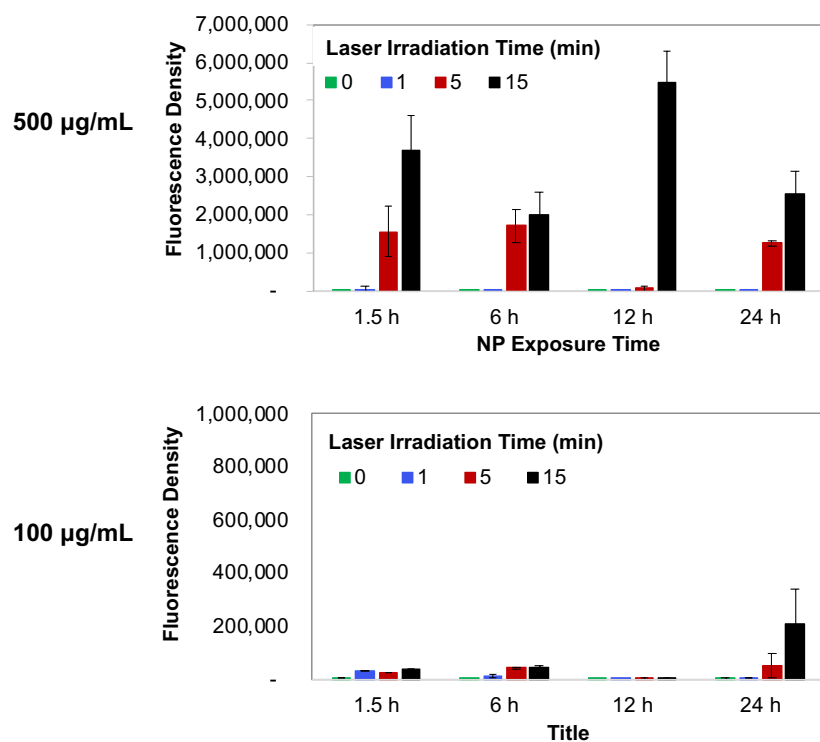 7,000,000
Laser Irradiation Time (min)
6,000,000
0 1 5 15
5,000,000
500 µg/mL
4,000,000
Fluorescence Density
3,000,000
2,000,000
1,000,000
-
1.5 h 6 h 12 h 24 h
NP Exposure Time
1,000,000
Laser Irradiation Time (min)
800,000
0 1 5 15
600,000
100 µg/mL
Fluorescence Density
400,000
200,000
-
1.5 h 6 h 12 h 24 h
Title